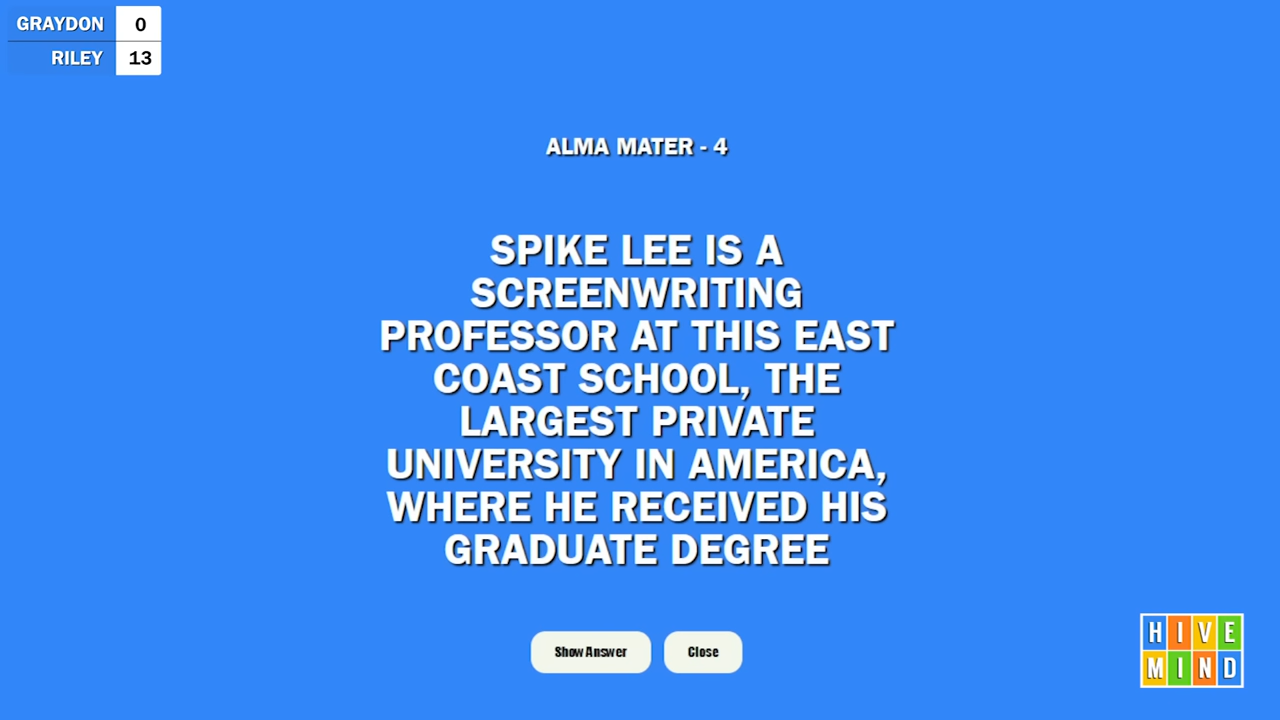 GRAYDON 0
RILEY 13
ALMA MATER - 4
SPIKE LEE IS A
SCREENWRITING
PROFESSOR AT THIS EAST
COAST SCHOOL, THE
LARGEST PRIVATE
UNIVERSITY IN AMERICA,
WHERE HE RECEIVED HIS
GRADUATE DEGREE
Show Answer Close
HIVE
MIND